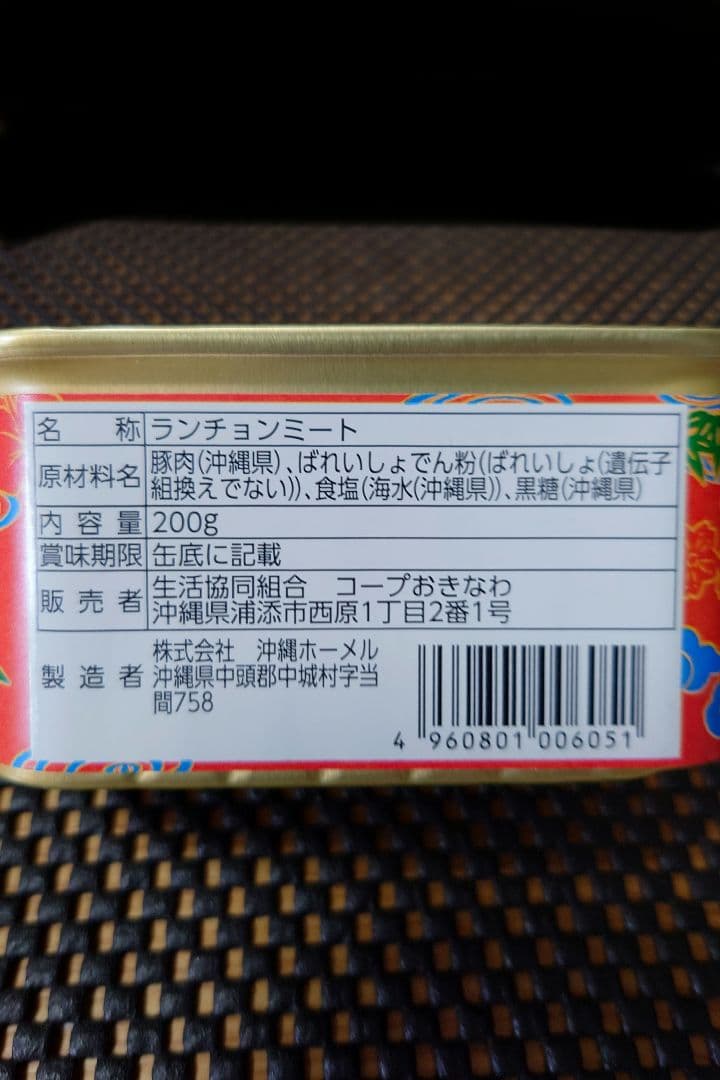 名称 ランチョンミート
原材料名 豚肉(沖縄県)、ばれいしょでん粉(ばれいしょ(遺伝子
組換えでない))、食塩(海水(沖縄県))、黒糖(沖縄県)
内容量 200g
賞味期限 缶底に記載
販売者 生活協同組合 コープおきなわ
沖縄県浦添市西原1丁目2番1号
製造者 株式会社 沖縄ホーメル
沖縄県中頭郡中城村字当
間758
4 960801 006051